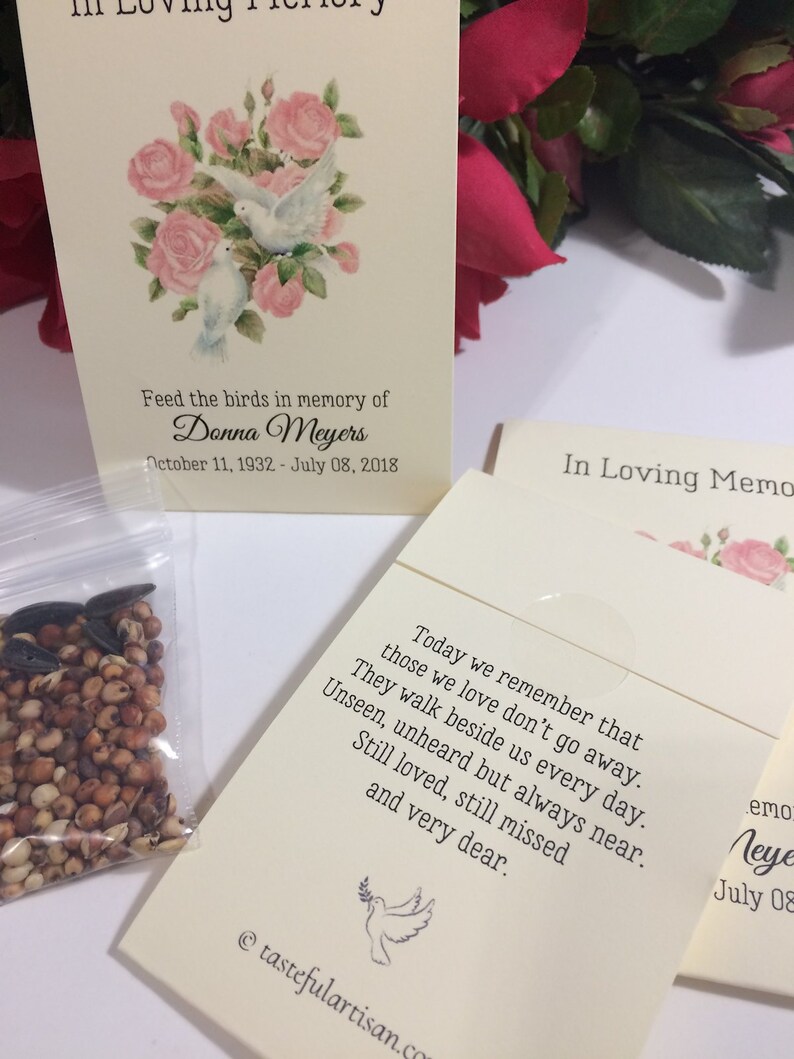 In Loving Memory
Feed the birds in memory of
Donna Meyers
October 11, 1932 - July 08, 2018
In Loving Memo
Today we remember that
those we love don't go away.
They walk beside us every day.
Unseen, unheard but always near.
Still loved, still missed
and very dear.
© tastefulartisan.co
emo
Meye
July 08